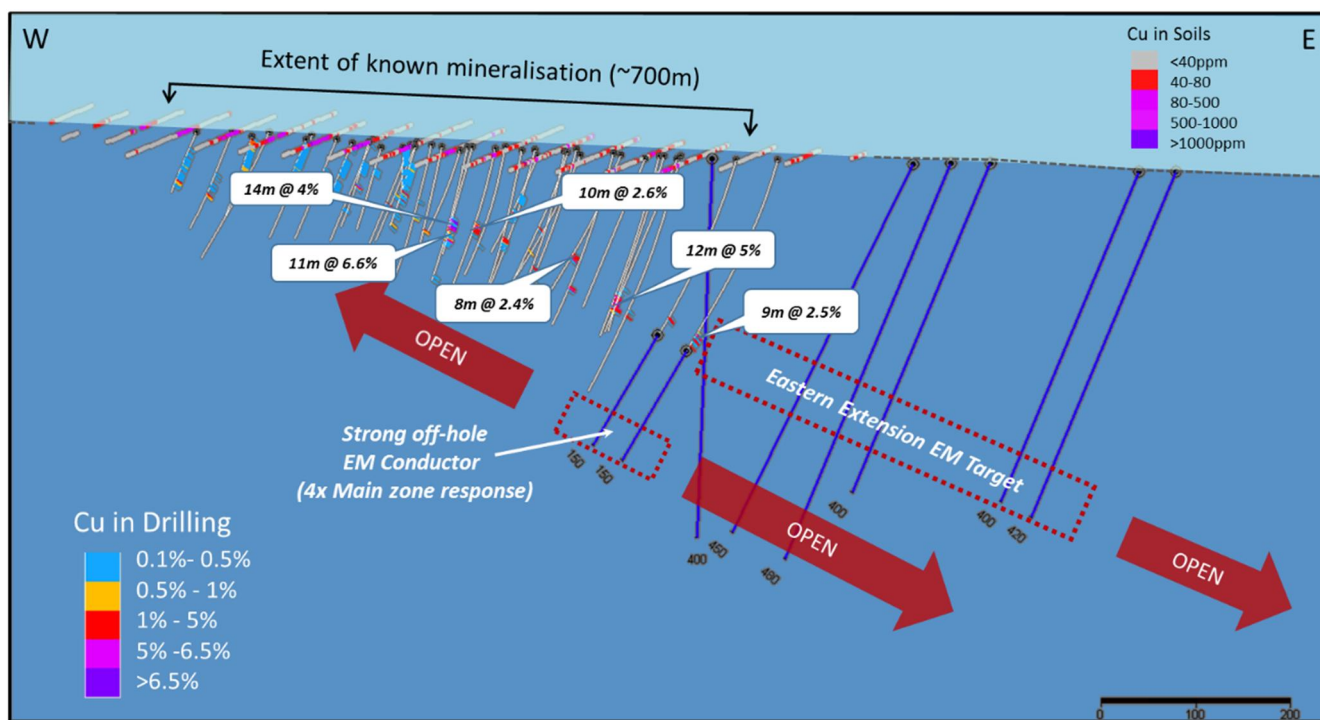 W
E
Extent of known mineralisation (~700m)
Cu in Soils
<40ppm
40-80
80-500
500-1000
>1000ppm
14m @ 4%
10m @ 2.6%
11m @ 6.6%
12m @ 5%
8m @ 2.4%
9m @ 2.5%
OPEN
Eastern Extension EM Target
Strong off-hole
EM Conductor
(4x Main zone response)
150
150
400
460
480
400
400
420
OPEN
OPEN
Cu in Drilling
0.1%- 0.5%
0.5% - 1%
1% - 5%
5% -6.5%
>6.5%
0
100
200